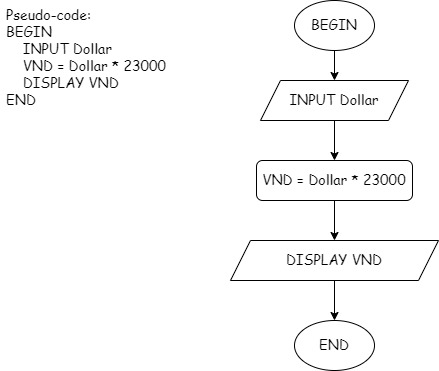 Pseudo-code:
BEGIN
INPUT Dollar
VND = Dollar * 23000
DISPLAY VND
END
BEGIN
INPUT Dollar
VND = Dollar * 23000
DISPLAY VND
END